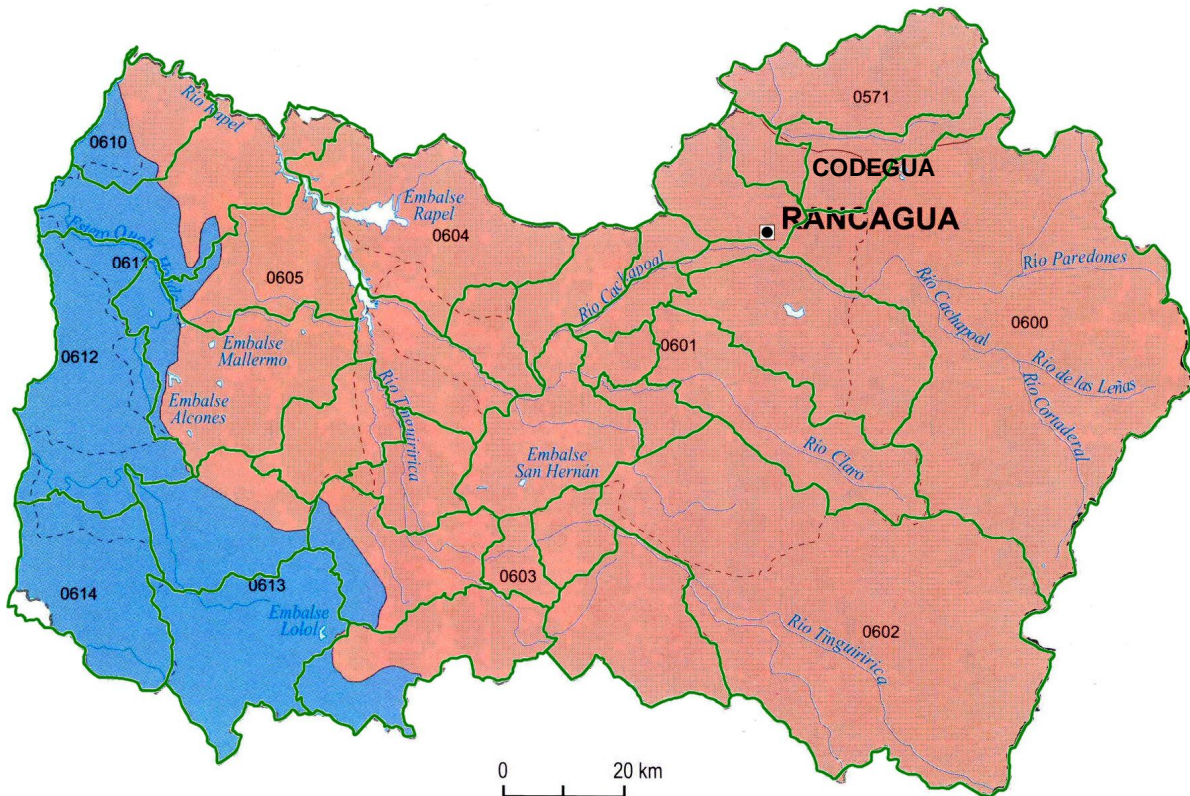 0571
Río Rapel
0610
CODEGUA
Embalse
Rapel
RANCAGUA
0604
Estero
0611
Río Paredones
0605
Río Cachapoal
Río Cachapoal
0600
Embalse
Mallermo
0601
0612
Río de las Leñas
Embalse
Alcones
Río Tinguiririca
Río Cortaderal
Embalse
San Hernán
Río Claro
0603
0613
0614
Embalse
Lolol
0602
Río Tinguiririca
0 20 km